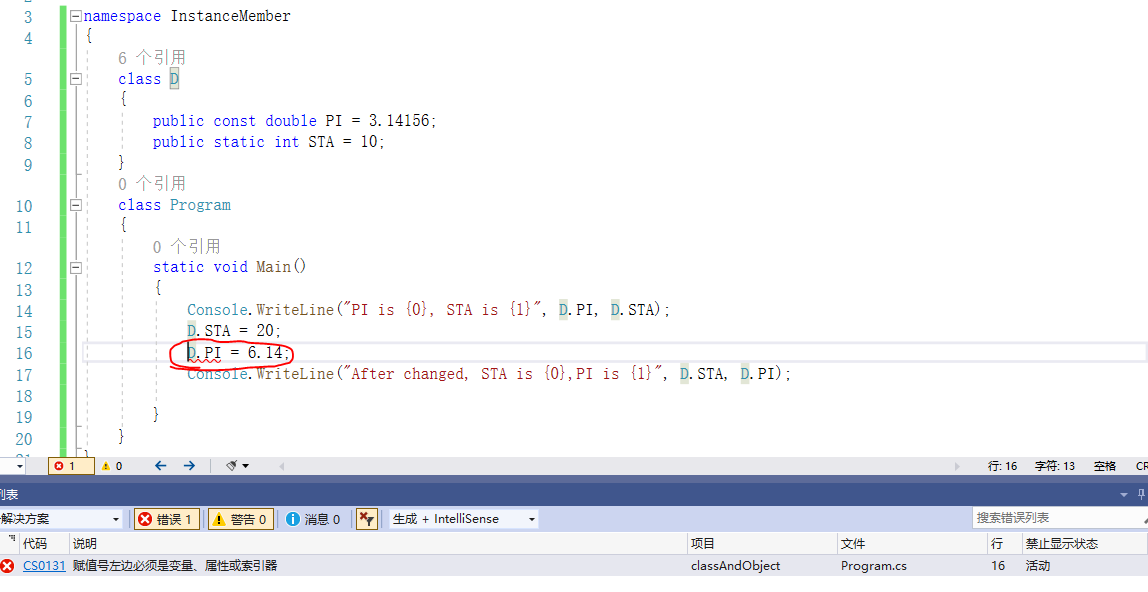 3 namespace InstanceMember
4 {
6 个引用
5 class D
6 {
7 public const double PI = 3.14156;
8 public static int STA = 10;
9 }
0 个引用
10 class Program
11 {
0 个引用
12 static void Main()
13 {
14 Console.WriteLine("PI is {0}, STA is {1}", D.PI, D.STA);
15 D.STA = 20;
16 D.PI = 6.14;
17 Console.WriteLine("After changed, STA is {0},PI is {1}", D.STA, D.PI);
18
19 }
20 }
}
1 0 行: 16 字符: 13 空格
列表
解决方案 错误 1 警告 0 消息 0 生成 + IntelliSense 搜索错误列表
代码 说明 项目 文件 行 禁止显示状态
CS0131 赋值号左边必须是变量、属性或索引器 classAndObject Program.cs 16 活动